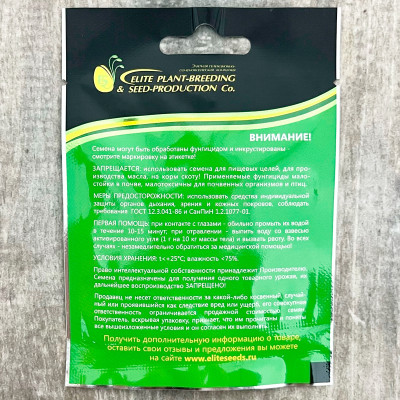 Элитная селекционно-
семеноводческая компания
ELITE PLANT-BREEDING
& SEED-PRODUCTION Co.
ВНИМАНИЕ!
Семена могут быть обработаны фунгицидом и инкрустированы
смотрите маркировку на этикетке!
ЗАПРЕЩАЕТСЯ: использовать семена для пищевых целей, для про-
изводства масла, на корм скоту! Применяемые фунгициды мало-
стойки в почве, малотоксичны для почвенных организмов и птиц.
МЕРЫ ПРЕДОСТОРОЖНОСТИ: использовать средства индивидуальной
защиты органов дыхания, зрения и кожных покровов, соблюдать
требования ГОСТ 12.3.041-86 и СанПин 1.2.1077-01.
ПЕРВАЯ ПОМОЩЬ: при контакте с глазами - обильно промыть их водой
в течение 10-15 минут; при отравлении - выпить воду со взвесью
активированного угля (1 г на 10 кг массы тела) и вызвать рвоту. Во всех
случаях - незамедлительно обратиться за медицинской помощью!
УСЛОВИЯ ХРАНЕНИЯ: t<+25°С; влажность <75%.
Право интеллектуальной собственности принадлежит Производителю.
Семена предназначены для получения одного товарного урожая, их
дальнейшее воспроизводство ЗАПРЕЩЕНО!
Продавец не несет ответственности за какой-либо косвенный, случай-
ный или проявившийся как следствие вред или ущерб, его совокупная
ответственность ограничивается продажной стоимостью семян.
Покупатель, вскрывая упаковку, признает, что им прочитаны и поняты
все вышеизложенные условия и он согласен их выполнять.
Получить дополнительную информацию о товаре,
оставить свои отзывы и предложения вы можете
на сайте www.eliteseeds.ru